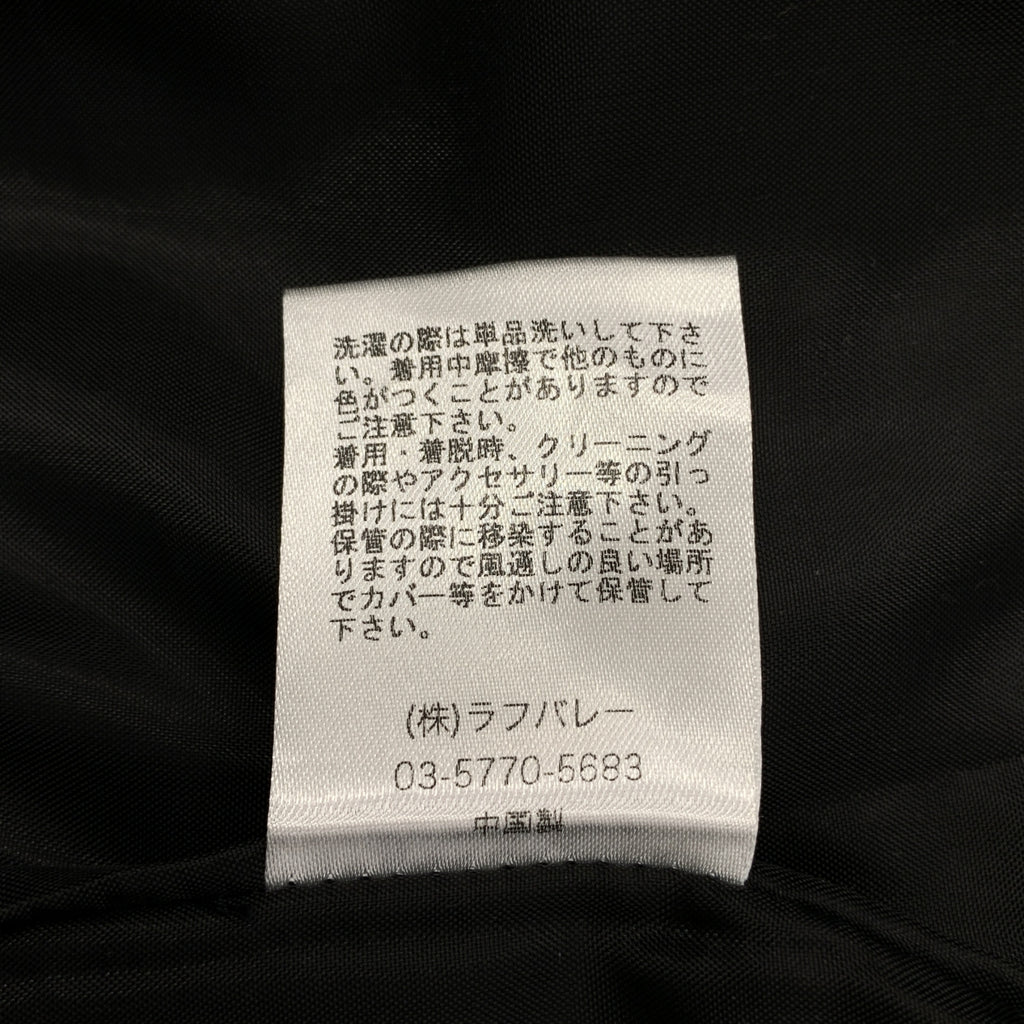 洗濯の際は単品洗いして下さ
い。着用中摩擦で他のものに
色がつくことがありますので
ご注意下さい。
着用・着脱時、クリーニング
の際やアクセサリー等の引っ
掛けには十分ご注意下さい。
保管の際に移染することがあ
りますので風通しの良い場所
でカバー等をかけて保管して
下さい。
(株)ラフバレー
03-5770-5683
中国製